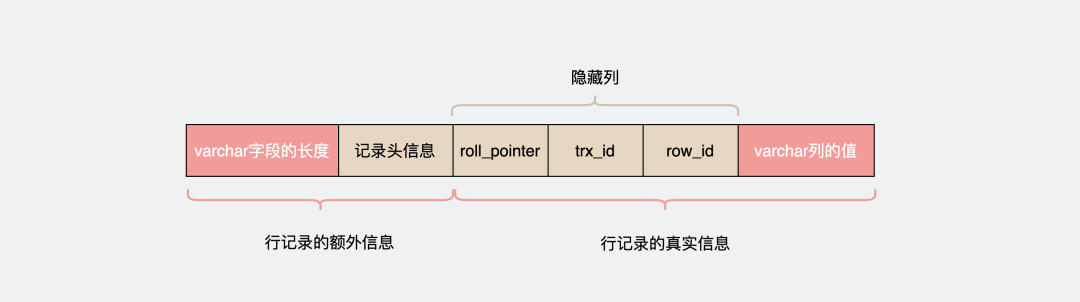 隐藏列
varchar字段的长度
记录头信息
roll_pointer
trx_id
row_id
varchar列的值
行记录的额外信息
行记录的真实信息